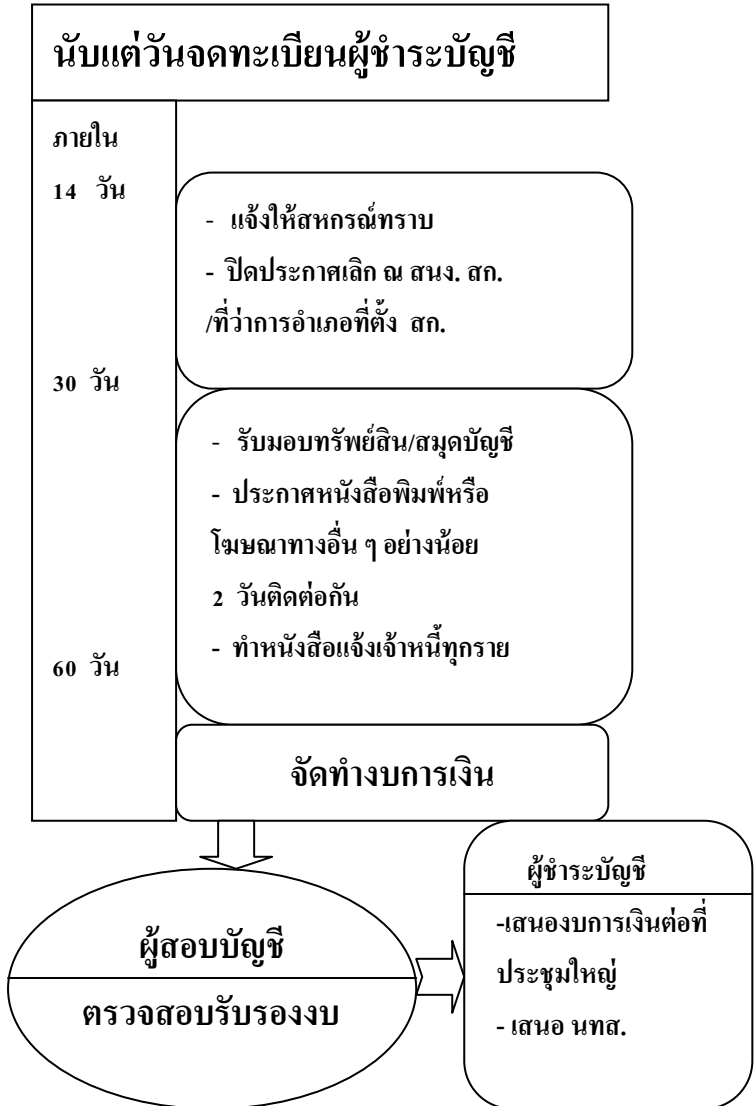 นับแต่วันจดทะเบียนผู้ชำระบัญชี
ภายใน
14 วัน
- แจ้งให้สหกรณ์ทราบ
- ปิดประกาศเลิก ณ สนง. สก.
/ที่ว่าการอำเภอที่ตั้ง สก.
30 วัน
- รับมอบทรัพย์สิน/สมุดบัญชี
- ประกาศหนังสือพิมพ์หรือ
โฆษณาทางอื่น ๆ อย่างน้อย
2 วันติดต่อกัน
- ทำหนังสือแจ้งเจ้าหนี้ทุกราย
60 วัน
จัดทำงบการเงิน
ผู้สอบบัญชี
ตรวจสอบรับรองงบ
ผู้ชำระบัญชี
-เสนองบการเงินต่อที่
ประชุมใหญ่
- เสนอ นทส.